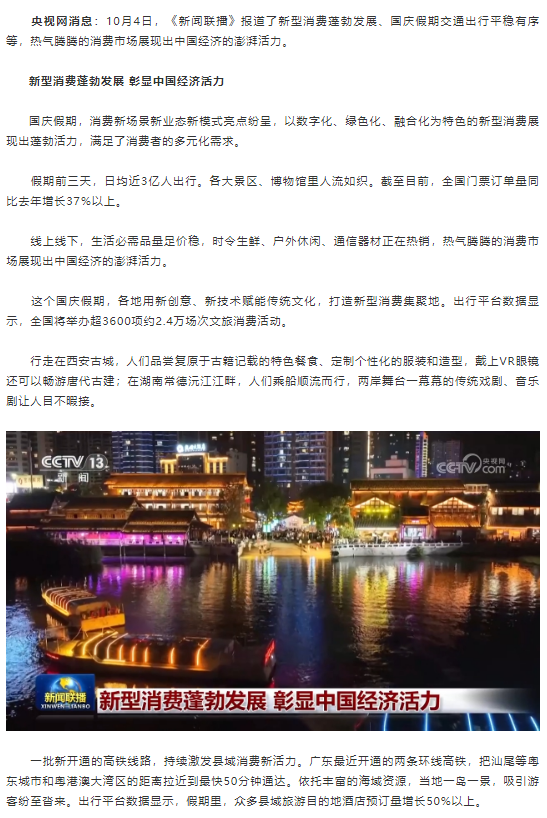 央视网消息：10月4日，《新闻联播》报道了新型消费蓬勃发展、国庆假期交通出行平稳有序
等，热气腾腾的消费市场展现出中国经济的澎湃活力。
新型消费蓬勃发展 彰显中国经济活力
国庆假期，消费新场景新业态新模式亮点纷呈，以数字化、绿色化、融合化为特色的新型消费展
现出蓬勃活力，满足了消费者的多元化需求。
假期前三天，日均近3亿人出行。各大景区、博物馆里人流如织。截至目前，全国门票订单量同
比去年增长37%以上。
线上线下，生活必需品量足价稳，时令生鲜、户外休闲、通信器材正在热销，热气腾腾的消费市
场展现出中国经济的澎湃活力。
这个国庆假期，各地用新创意、新技术赋能传统文化，打造新型消费集聚地。出行平台数据显
示，全国将举办超3600项约2.4万场次文旅消费活动。
行走在西安古城，人们品尝复原于古籍记载的特色餐食、定制个性化的服装和造型，戴上VR眼镜
还可以畅游唐代古建；在湖南常德沅江江畔，人们乘船顺流而行，两岸舞台一幕幕的传统戏剧、音乐
剧让人目不暇接。
CCTV 13
新闻
央视网
CCTV.com
新闻联播
XINWEN LIANBO
新型消费蓬勃发展 彰显中国经济活力
一批新开通的高铁线路，持续激发县域消费新活力。广东最近开通的两条环线高铁，把汕尾等粤
东城市和粤港澳大湾区的距离拉近到最快50分钟通达。依托丰富的海域资源，当地一岛一景，吸引游
客纷至沓来。出行平台数据显示，假期里，众多县域旅游目的地酒店预订量增长50%以上。